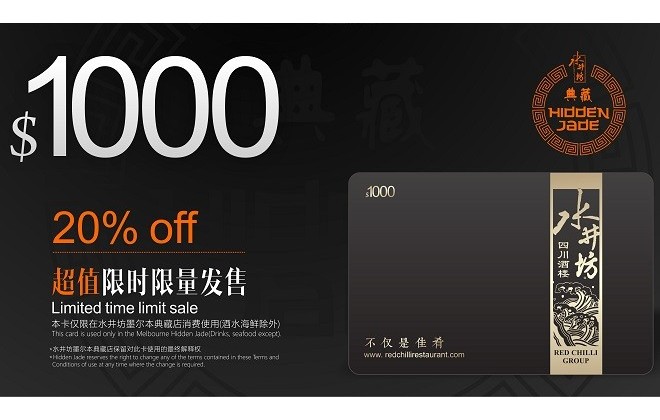 $1000
水井坊
典藏
HIDDEN
JADE
典藏
20% off
超值限时限量发售
Limited time limit sale
本卡仅限在水井坊墨尔本典藏店消费使用(酒水海鲜除外)
This card is used only in the Melbourne Hidden Jade(Drinks, seafood except).
*水井坊墨尔本典藏店保留对此卡使用的最终解释权
*Hidden Jade reserves the right to change any of the terms contained in these Terms and
Conditions of use at any time where the change is required.
$1000
水井坊
四川酒楼
不仅是佳肴
www.redchillirestaurant.com
RED CHILLI
GROUP